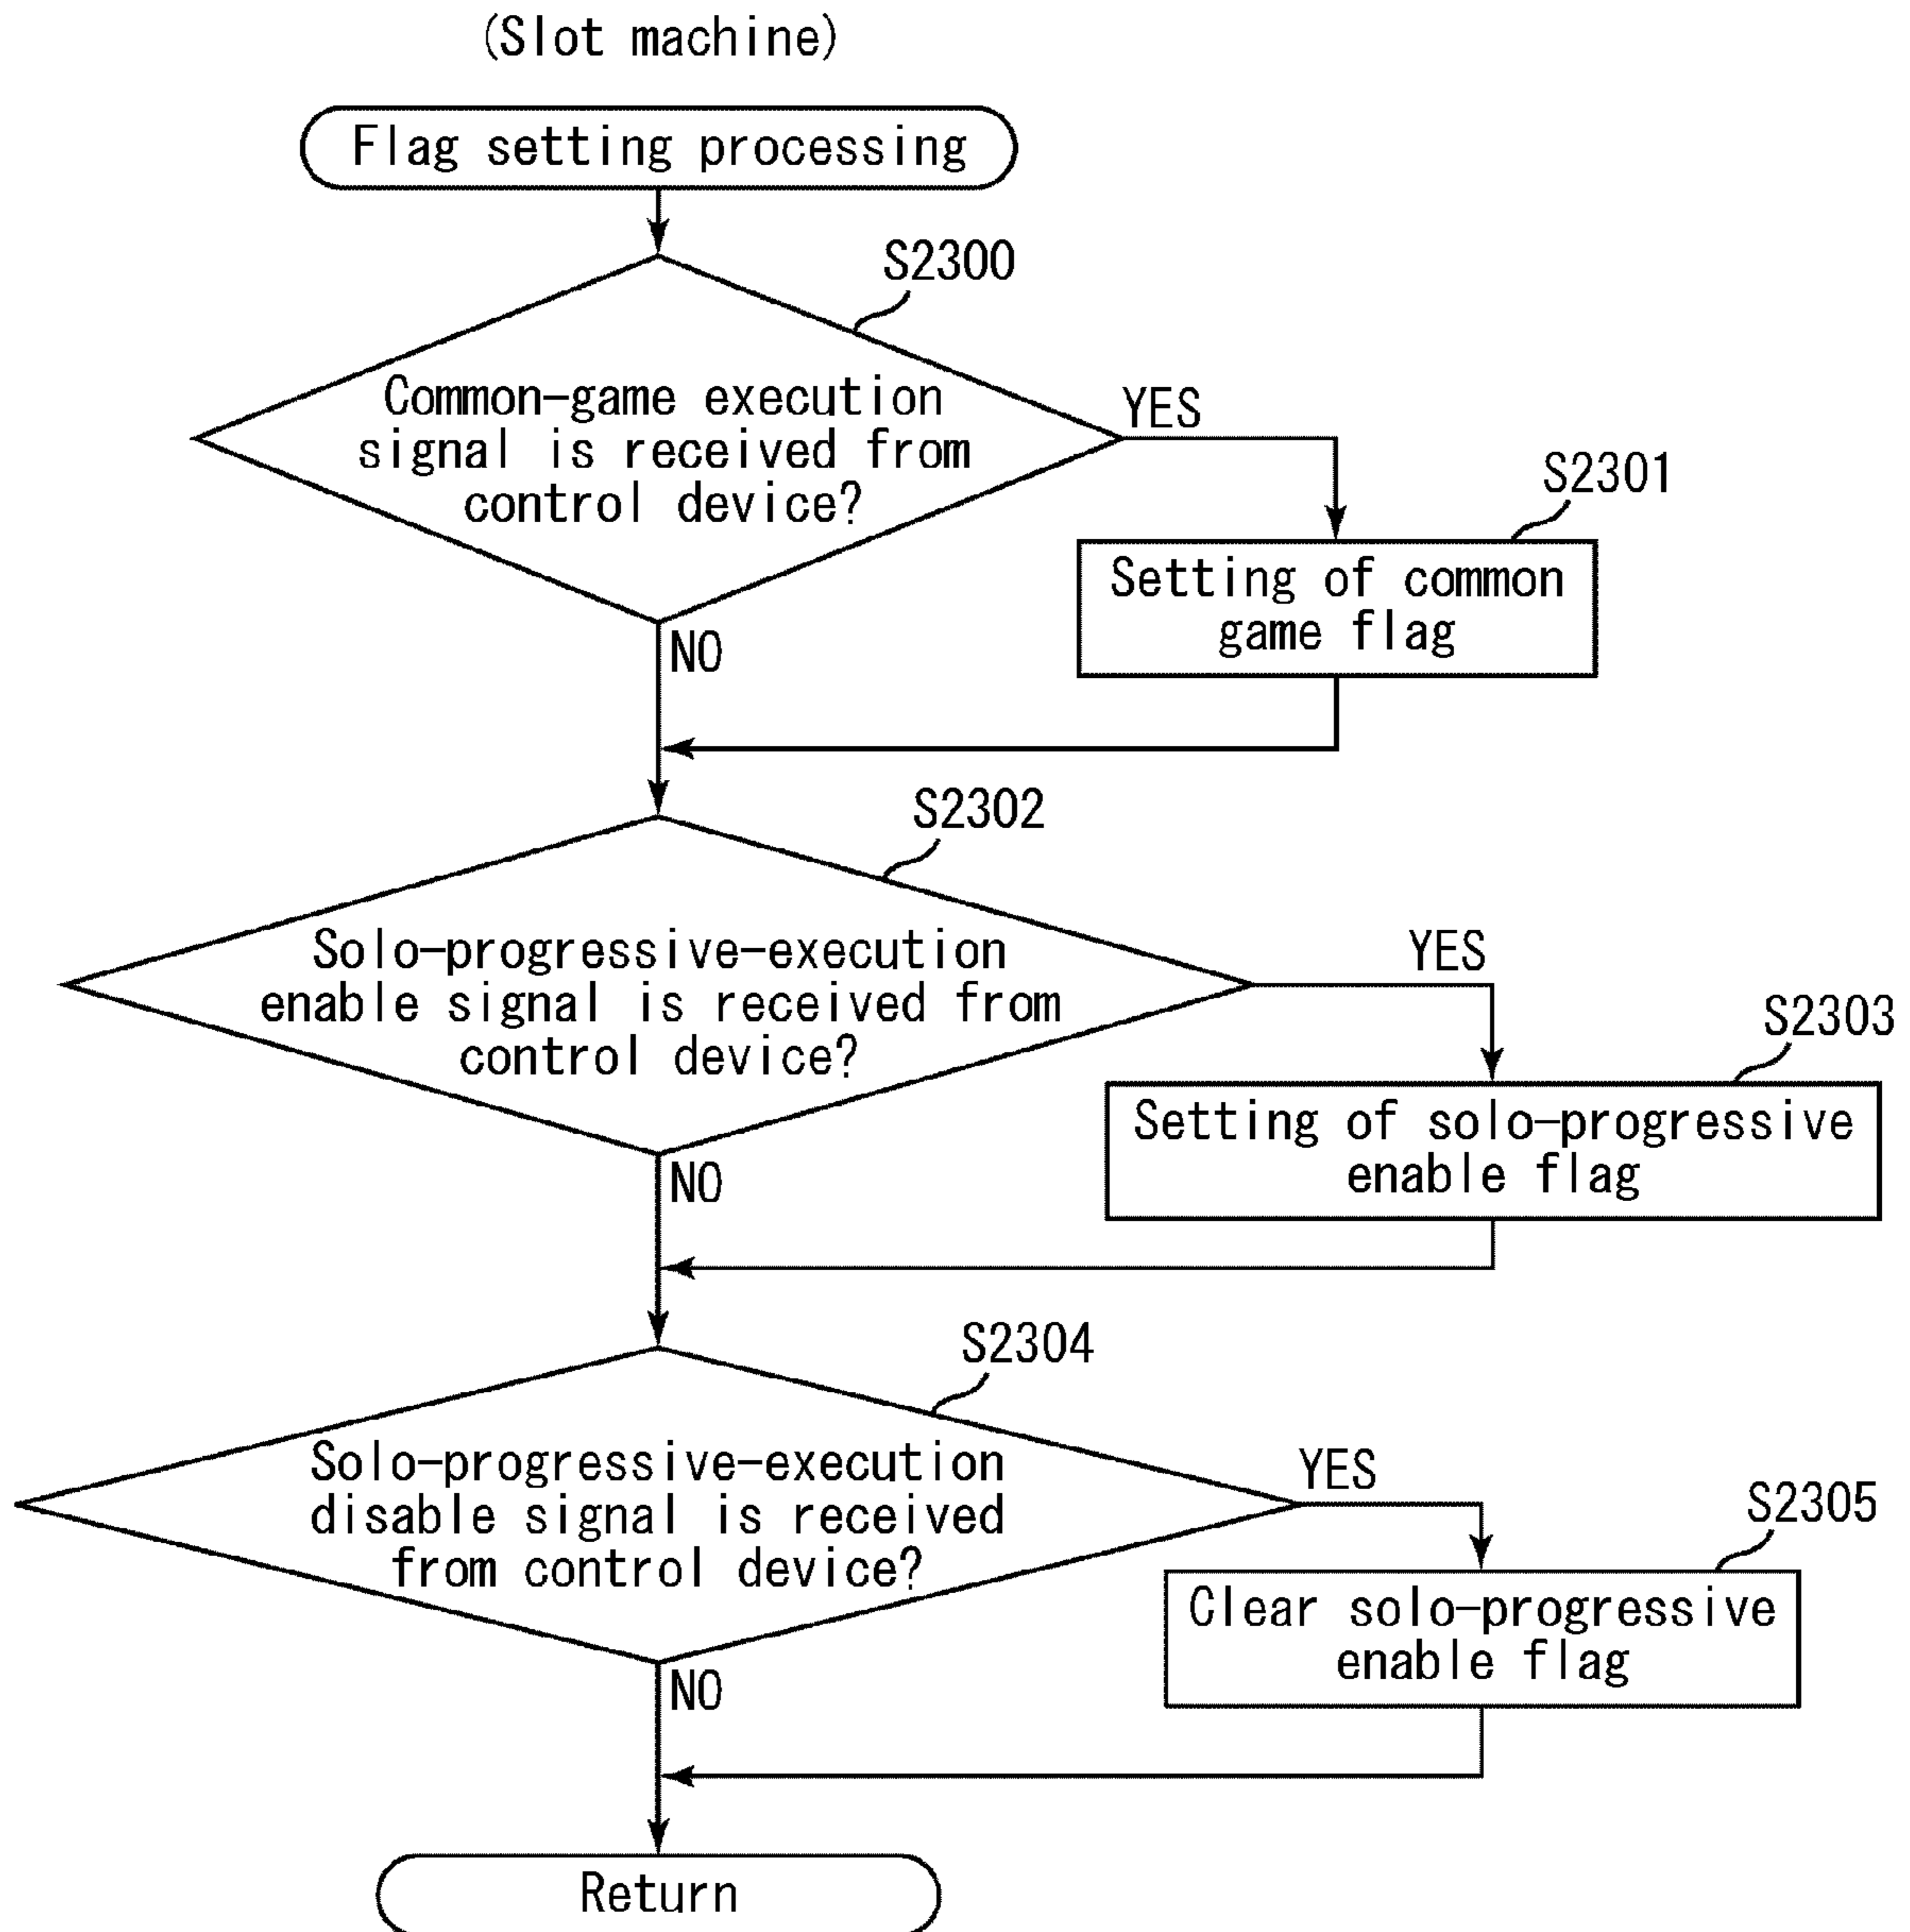 (Slot machine)
Flag setting processing
S2300
Common-game execution
signal is received from
control device?
YES
S2301
Setting of common
game flag
NO
S2302
Solo-progressive-execution
enable signal is received from
control device?
YES
S2303
Setting of solo-progressive
enable flag
NO
S2304
Solo-progressive-execution
disable signal is received
from control device?
YES
S2305
Clear solo-progressive
enable flag
NO
Return